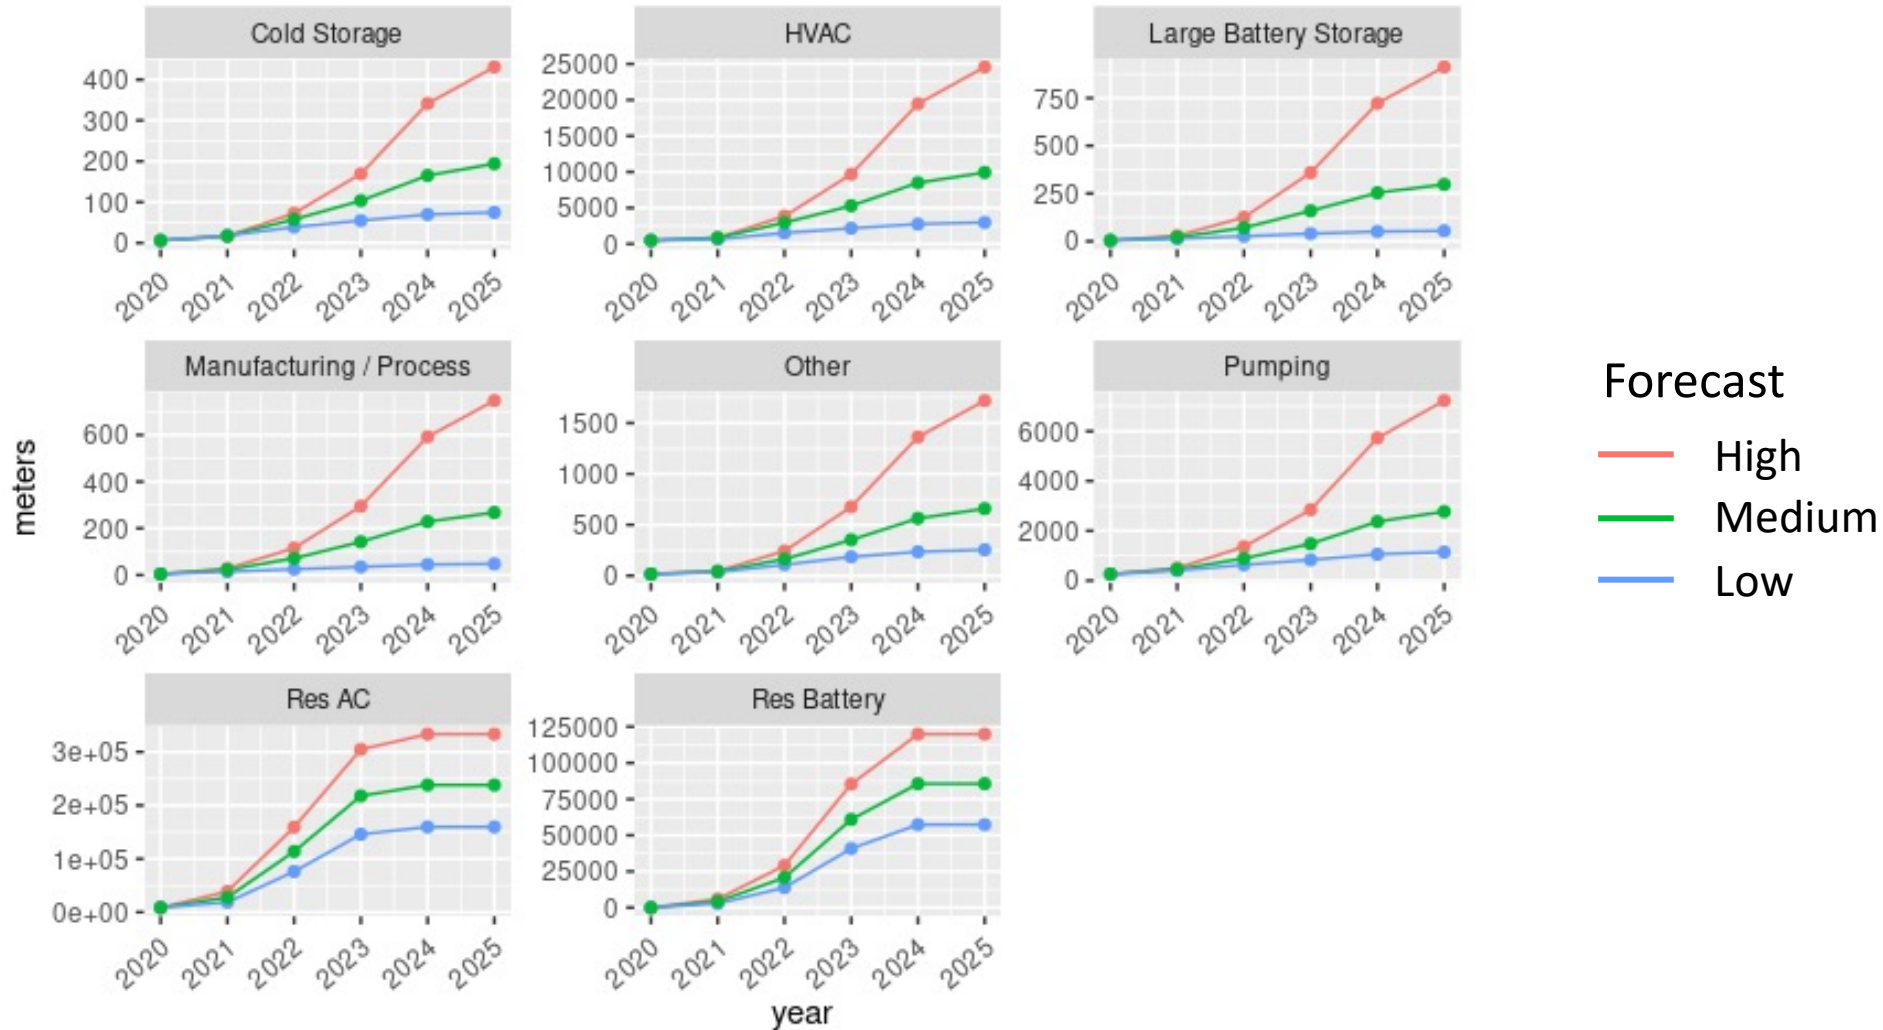 Cold Storage
HVAC
Large Battery Storage
400
300
200
100
0
25000
20000
15000
10000
5000
0
750
500
250
0
2020 2021 2022 2023 2024 2025
2020 2021 2022 2023 2024 2025
2020 2021 2022 2023 2024 2025
Manufacturing / Process
Other
Pumping
600
400
200
0
1500
1000
500
0
6000
4000
2000
0
2020 2021 2022 2023 2024 2025
2020 2021 2022 2023 2024 2025
2020 2021 2022 2023 2024 2025
Res AC
Res Battery
3e+05
2e+05
1e+05
0e+00
125000
100000
75000
50000
25000
0
2020 2021 2022 2023 2024 2025
2020 2021 2022 2023 2024 2025
meters
year
Forecast
High
Medium
Low